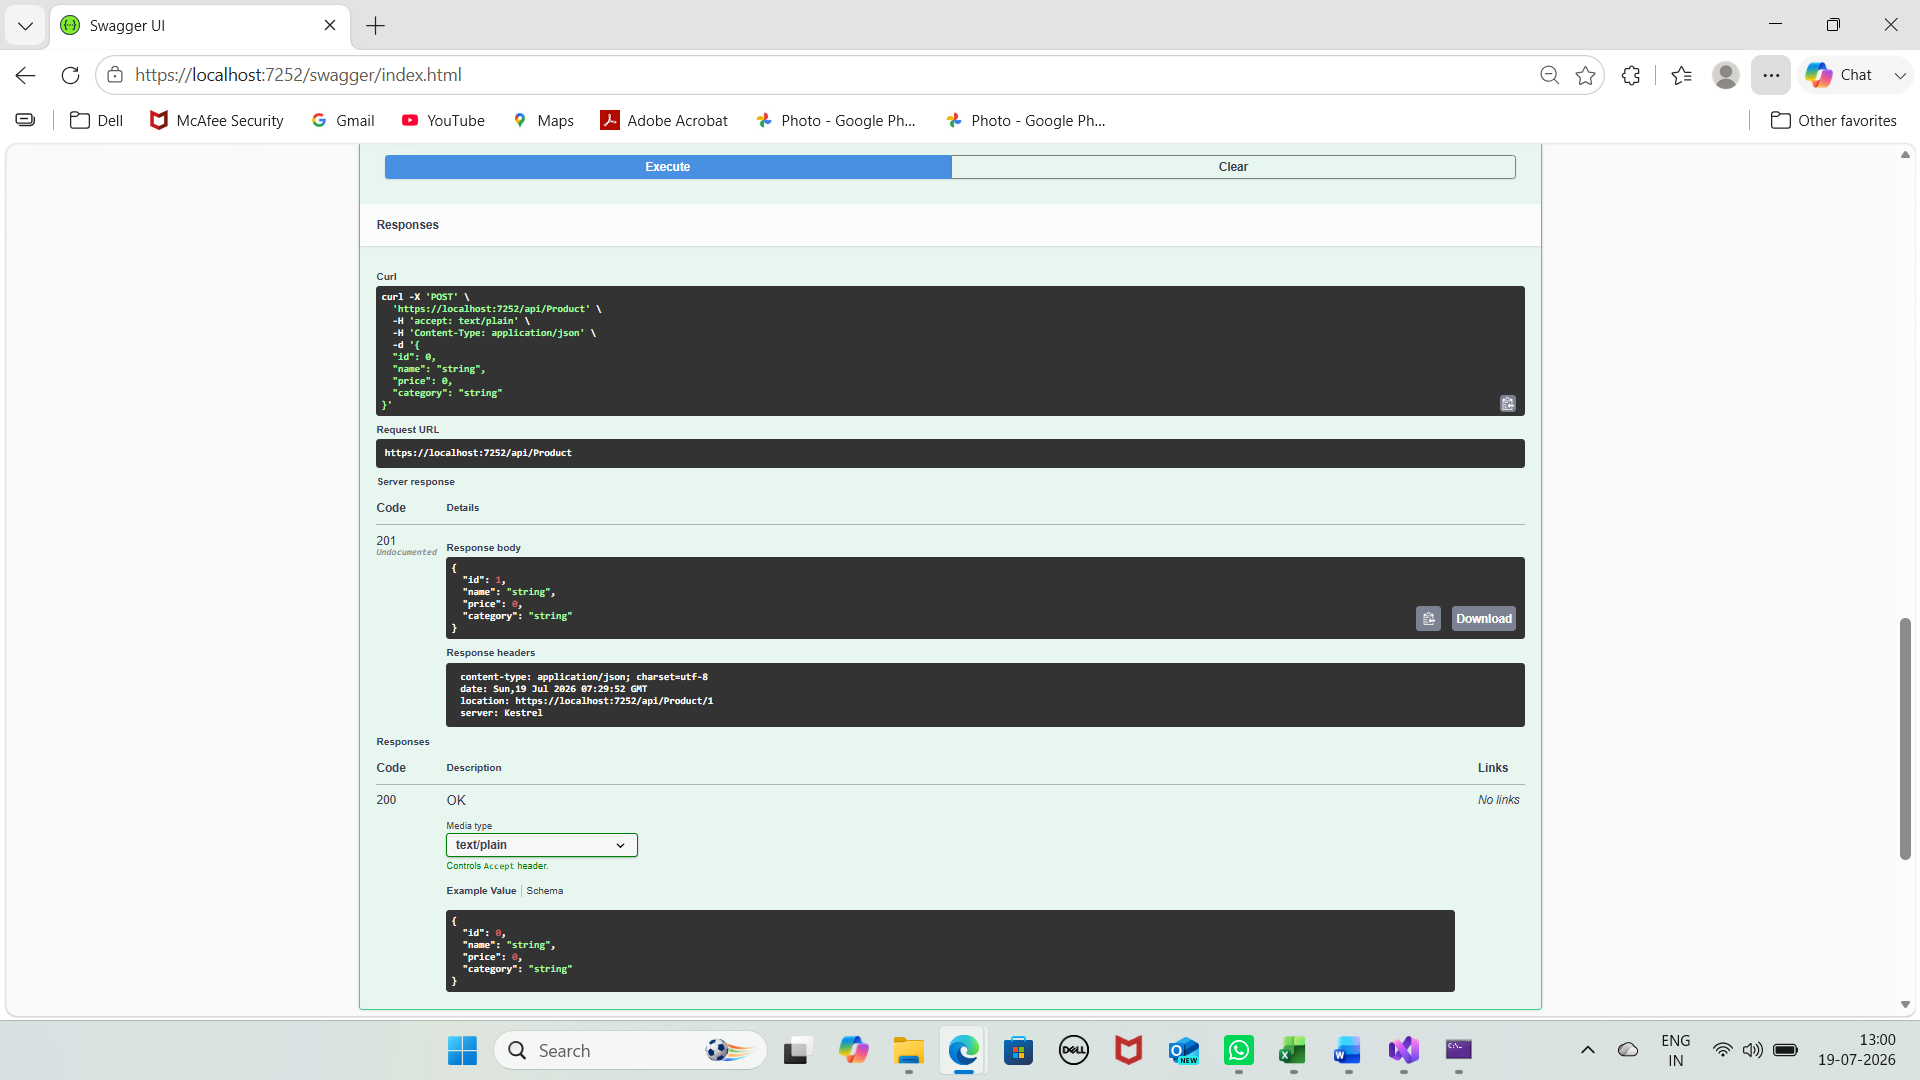 Swagger UI
https://localhost:7252/swagger/index.html
Chat
Dell
McAfee Security
Gmail
YouTube
Maps
Adobe Acrobat
Photo - Google Ph...
Photo - Google Ph...
Other favorites
Execute
Clear
Responses
Curl
curl -X 'POST' \
  'https://localhost:7252/api/Product' \
  -H 'accept: text/plain' \
  -H 'Content-Type: application/json' \
  -d '{
  "id": 0,
  "name": "string",
  "price": 0,
  "category": "string"
}'
Request URL
https://localhost:7252/api/Product
Server response
Code
Details
201
Undocumented
Response body
{
  "id": 1,
  "name": "string",
  "price": 0,
  "category": "string"
}
Download
Response headers
content-type: application/json; charset=utf-8
date: Sun,19 Jul 2026 07:29:52 GMT
location: https://localhost:7252/api/Product/1
server: Kestrel
Responses
Code
Description
Links
200
OK
No links
Media type
text/plain
Controls Accept header.
Example Value
Schema
{
  "id": 0,
  "name": "string",
  "price": 0,
  "category": "string"
}
Search
DELL
NEW
ENG
IN
13:00
19-07-2026